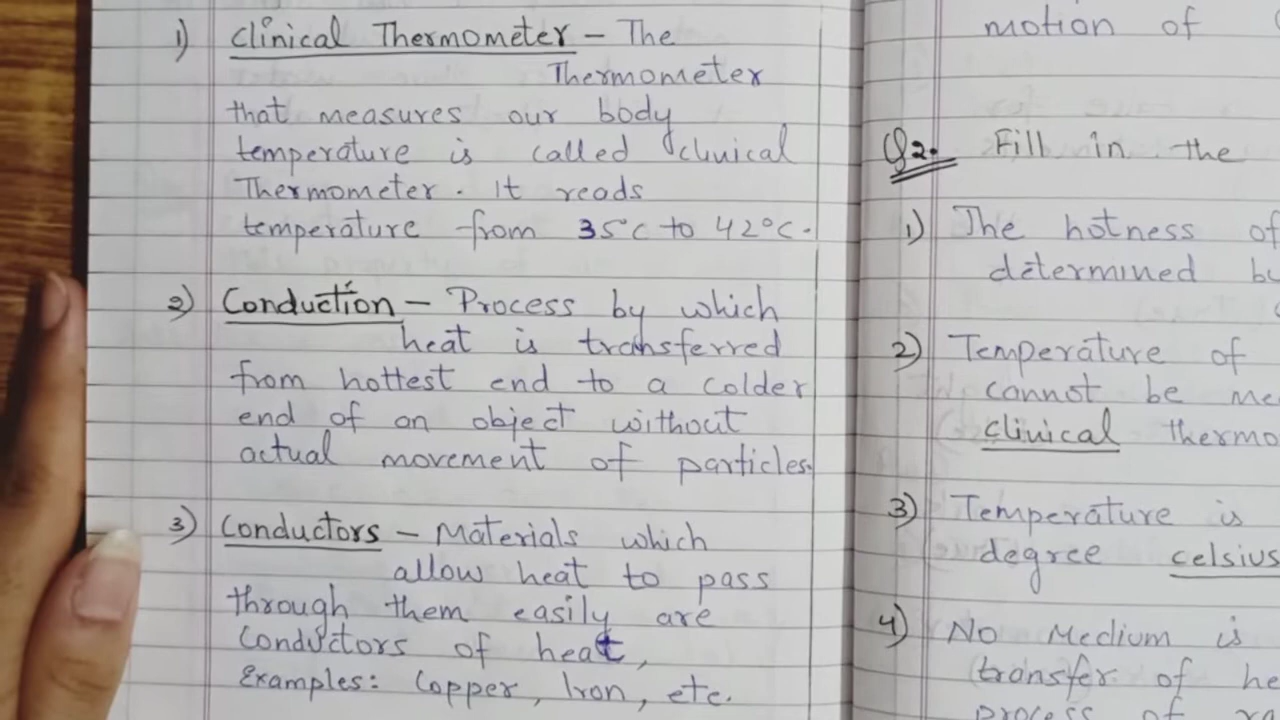 1) Clinical Thermometer - The
Thermometer
that measures our body
temperature is called clinical
Thermometer. It reads
temperature from 35°C to 42°C.
2) Conduction - Process by which
heat is transferred
from hottest end to a colder
end of an object without
actual movement of particles.
3) Conductors - Materials which
allow heat to pass
through them easily are
Conductors of heat,
Examples: Copper, Iron, etc.
motion of
Q2. Fill in the
1) The hotness of
determined
2) Temperature of
cannot be
clinical
3) Temperature is
degree celsius
4) No Medium is
transfer of
process of